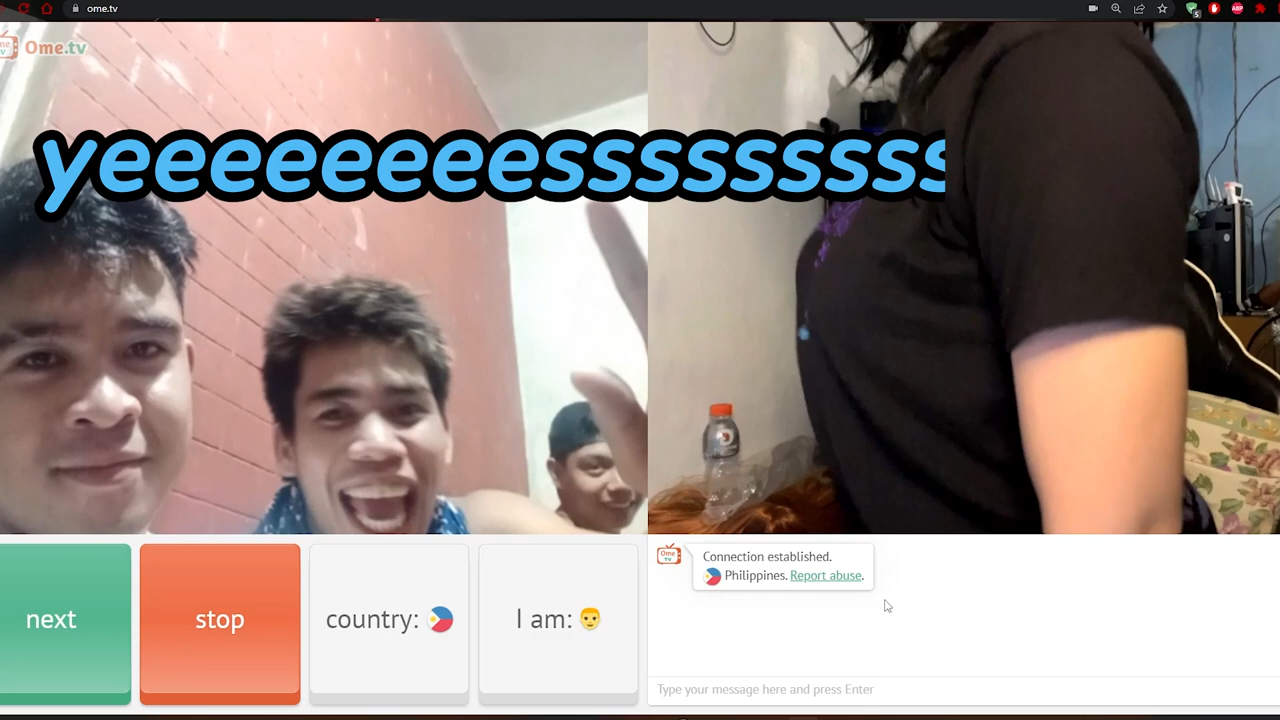 ome.tv
Ome.tv
yeeeeeeeeesssssssss
Connection established.
Philippines. Report abuse.
next
stop
country:
I am:
Type your message here and press Enter